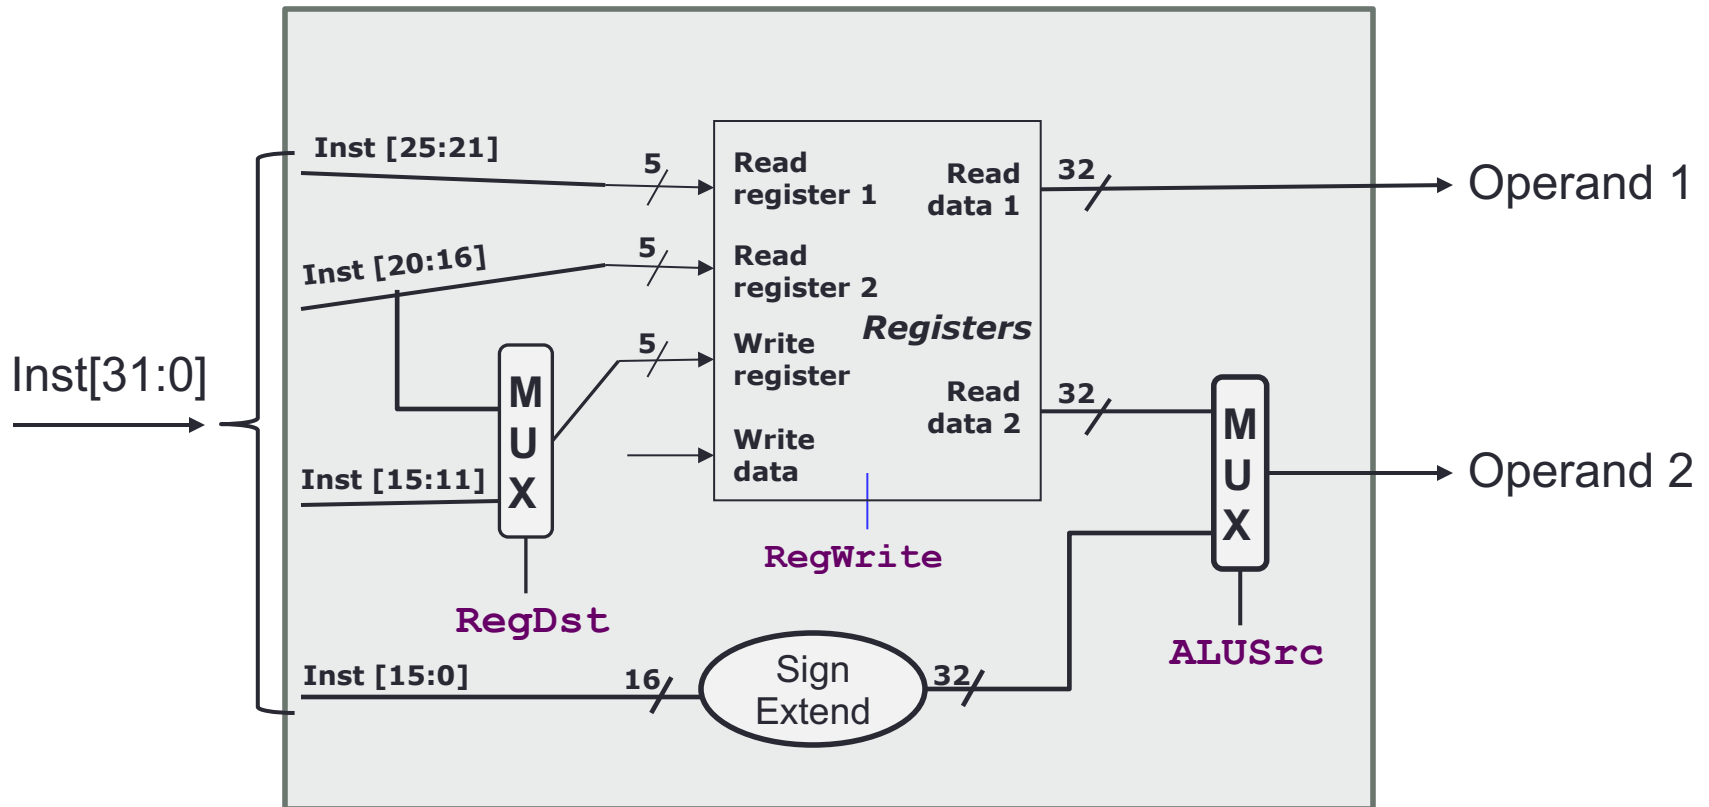 Inst[31:0]
Inst [25:21]
5
Read
register 1
Read
data 1
32
Operand 1
Inst [20:16]
5
Read
register 2
Registers
5
Write
register
Inst [15:11]
M
U
X
RegDst
Write
data
RegWrite
Read
data 2
32
M
U
X
ALUSrc
Operand 2
Inst [15:0]
16
Sign
Extend
32